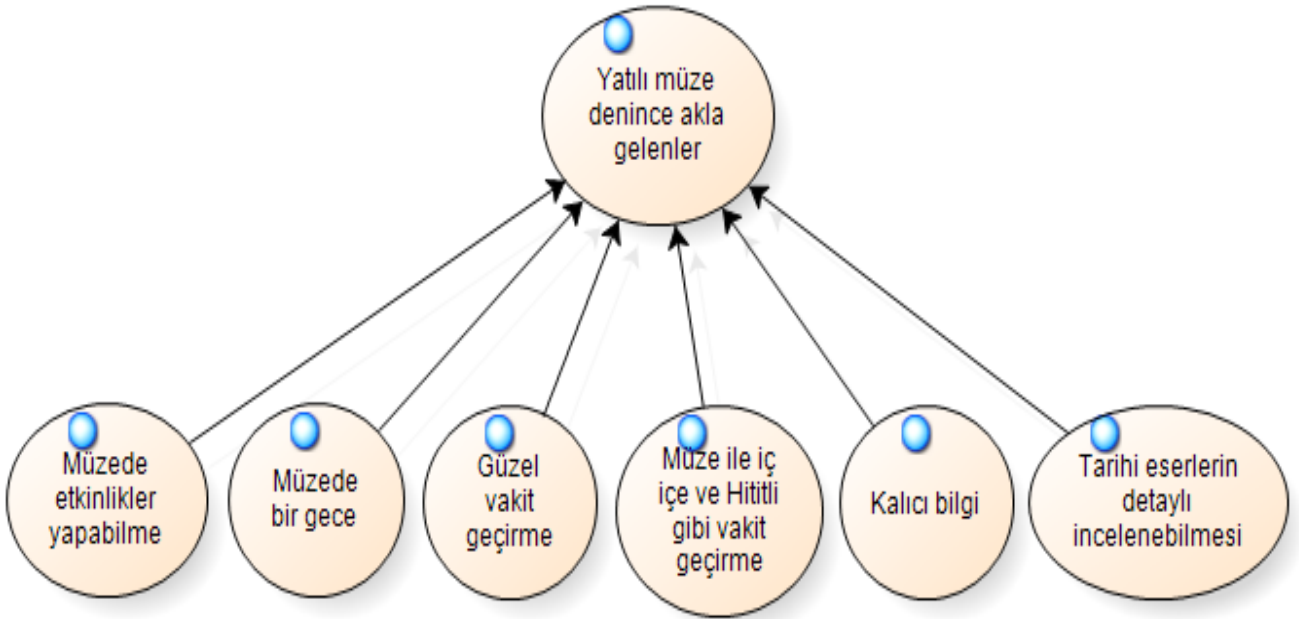 Yatılı müze
denince akla
gelenler
Müzede
etkinlikler
yapabilme
Müzede
bir gece
Güzel
vakit
geçirme
Müze ile iç
içe ve Hititli
gibi vakit
geçirme
Kalıcı bilgi
Tarihi eserlerin
detaylı
incelenebilmesi